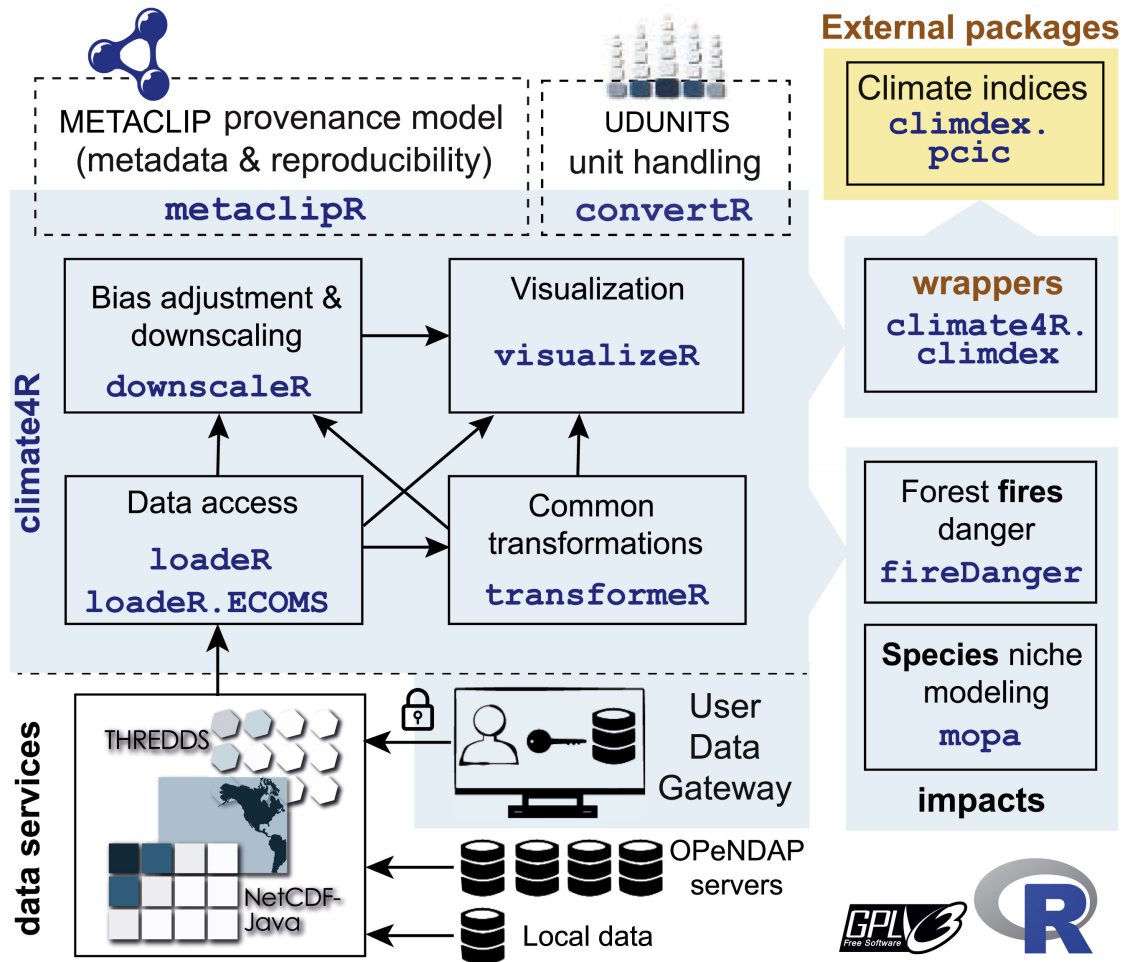 METACLIP provenance model
(metadata & reproducibility)
metaclipR
UDUNITS
unit handling
convertR
External packages
Climate indices
climdex.
pcic
climate4R
Bias adjustment &
downscaling
downscaleR
Visualization
visualizeR
wrappers
climate4R.
climdex
Data access
loadeR
loadeR.ECOMS
Common
transformations
transformeR
Forest fires
danger
fireDanger
Species niche
modeling
mopa
impacts
data services
THREDDS
NetCDF-
Java
User
Data
Gateway
OPeNDAP
servers
Local data
GPLV3
Free Software
R